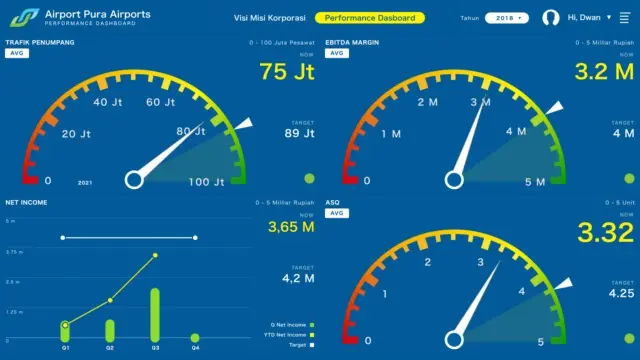 Airport Pura Airports
PERFORMANCE DASHBOARD
Visi Misi Korporasi
Performance Dasboard
Tahun
2018
Hi, Dwan
TRAFIK PENUMPANG
0 - 100 Juta Pesawat
AVG
NOW
75 Jt
TARGET
89 Jt
0
20 Jt
40 Jt
60 Jt
80 Jt
100 Jt
2021
EBITDA MARGIN
0 - 5 Milliar Rupiah
AVG
NOW
3.2 M
TARGET
4 M
0
1 M
2 M
3 M
4 M
5 M
NET INCOME
0 - 5 Milliar Rupiah
NOW
3,65 M
TARGET
4,2 M
5 m
3.75 m
2.5 m
1.25 m
0
Q1
Q2
Q3
Q4
Q Net Income
YTD Net Income
Target
ASQ
0 - 5 Unit
AVG
NOW
3.32
TARGET
4.25
0
1
2
3
4
5